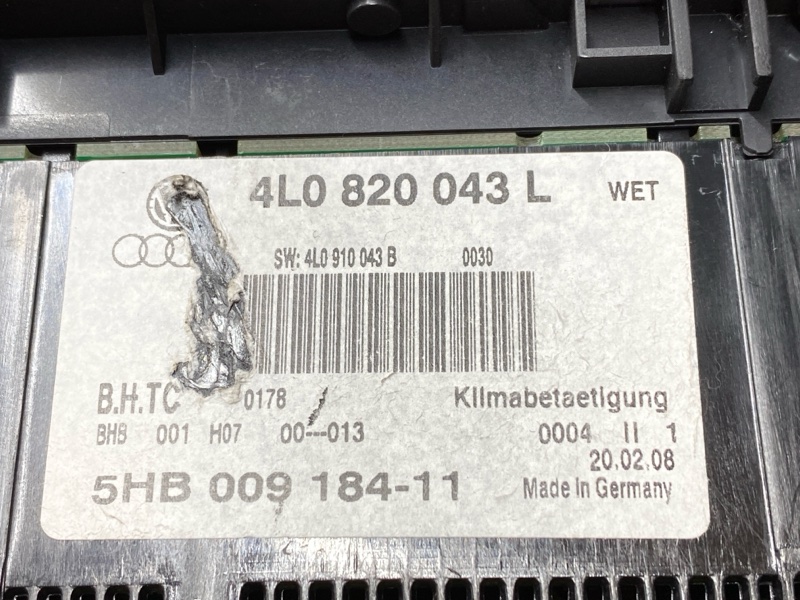 4L0 820 043 L WET
SW: 4L0 910 043 B 0030
B.H.TC 0178 Klimabetaetigung
BHB 001 H07 00---013 0004 II 1
20.02.08
5HB 009 184-11 Made in Germany